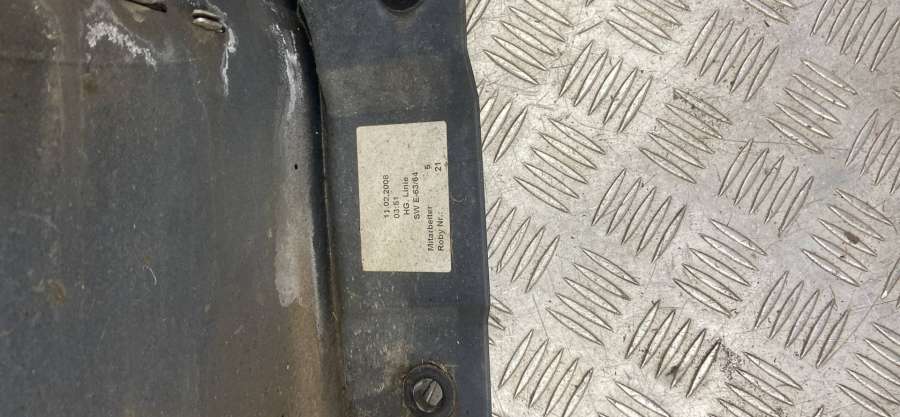 11.02.2008
03:51
HG. Linie
SW E-63/64
Mitarbeiter 5
Roby Nr.: 21